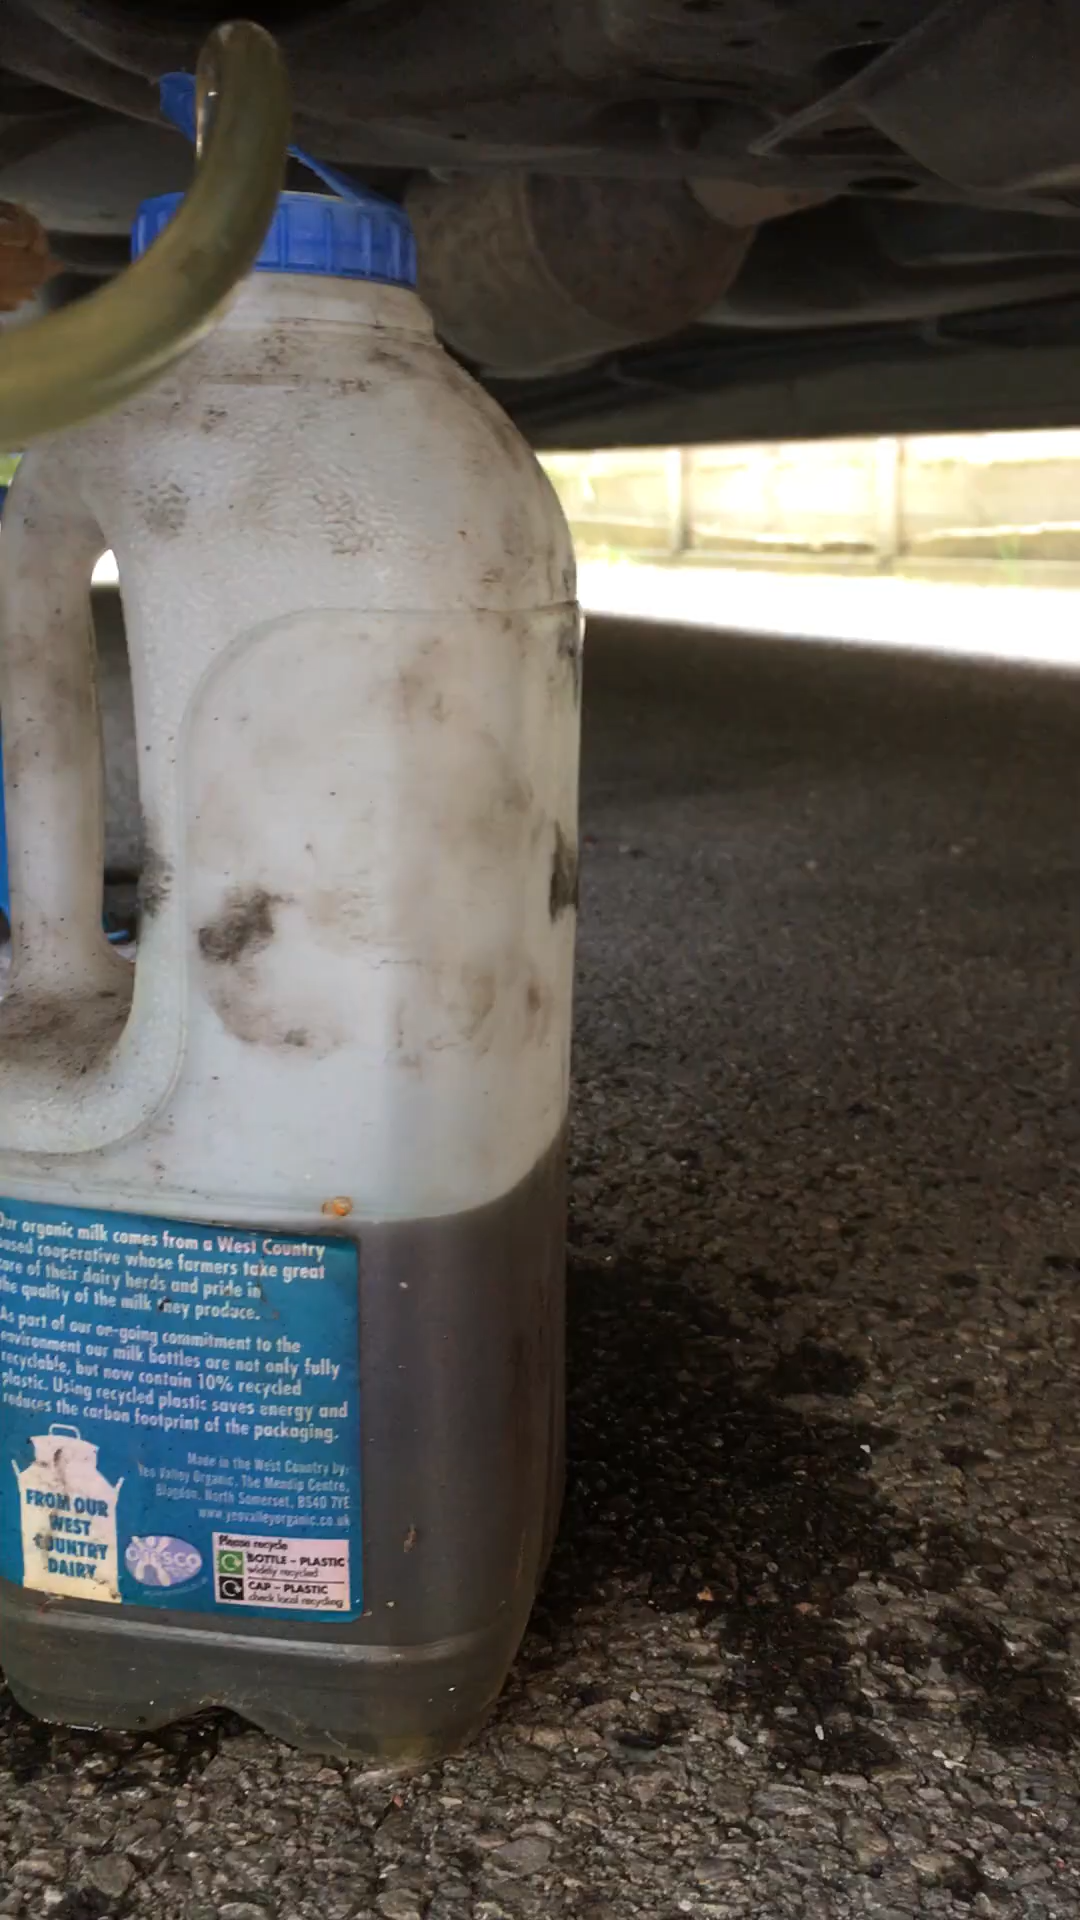 Our organic milk comes from a West Country
based cooperative whose farmers take great
care of their dairy herds and pride in
the quality of the milk they produce.
As part of our on-going commitment to the
environment our milk bottles are not only fully
recyclable, but now contain 10% recycled
plastic. Using recycled plastic saves energy and
reduces the carbon footprint of the packaging.
Made in the West Country by:
Yeo Valley Organic, The Mendip Centre,
Blagdon, North Somerset, BS40 7YE
www.yeovalleyorganic.co.uk
FROM OUR
WEST
COUNTRY
DAIRY
Please recycle
BOTTLE - PLASTIC
widely recycled
CAP - PLASTIC
check local recycling